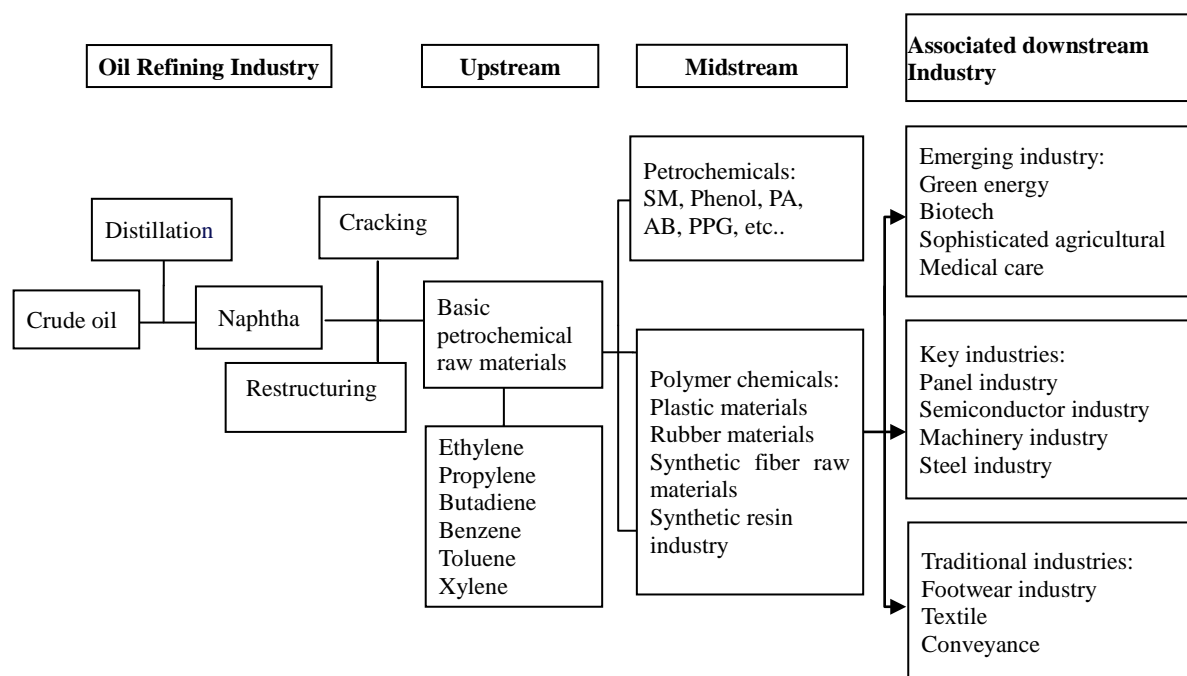 Oil Refining Industry
Upstream
Midstream
Associated downstream
Industry
Crude oil
Distillation
Naphtha
Cracking
Restructuring
Basic
petrochemical
raw materials
Ethylene
Propylene
Butadiene
Benzene
Toluene
Xylene
Petrochemicals:
SM, Phenol, PA,
AB, PPG, etc..
Polymer chemicals:
Plastic materials
Rubber materials
Synthetic fiber raw
materials
Synthetic resin
industry
Emerging industry:
Green energy
Biotech
Sophisticated agricultural
Medical care
Key industries:
Panel industry
Semiconductor industry
Machinery industry
Steel industry
Traditional industries:
Footwear industry
Textile
Conveyance